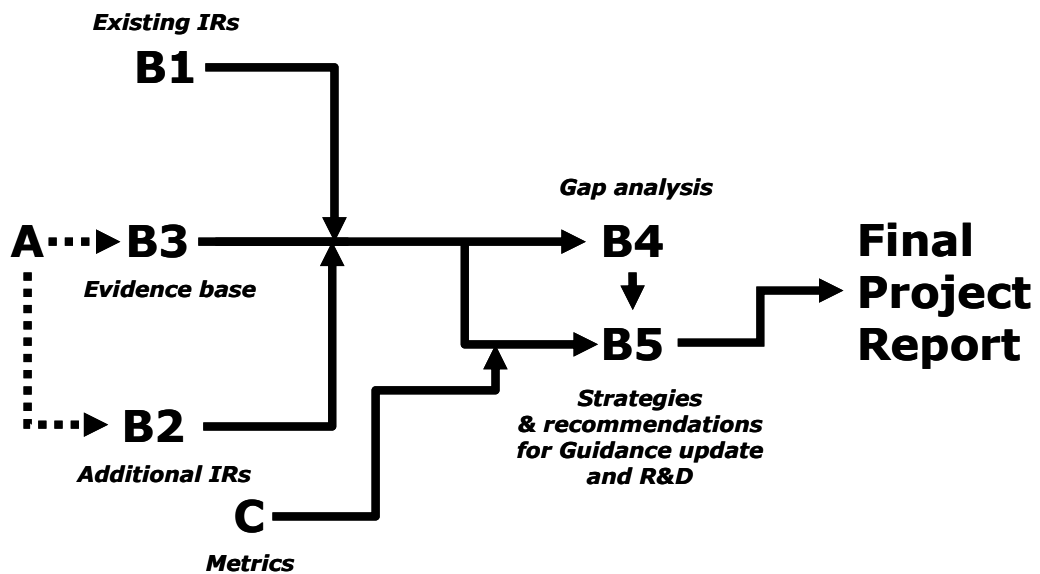 Existing IRs
B1
Gap analysis
A
B3
B4
Final
Project
Report
Evidence base
B5
Strategies
& recommendations
for Guidance update
and R&D
B2
Additional IRs
C
Metrics